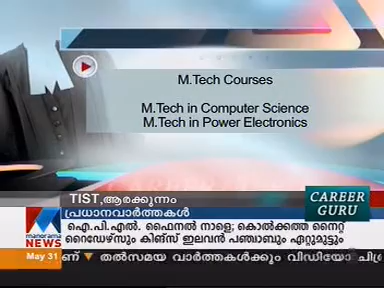 M.Tech Courses
M.Tech in Computer Science
M.Tech in Power Electronics
TIST,ആരക്കുന്നം
CAREER
GURU
പ്രധാനവാർത്തകൾ
ഐ.പി.എൽ. ഫൈനൽ നാളെ; കൊൽക്കത്ത നൈറ്റ്
റൈഡേഴ്സും കിങ്സ് ഇലവൻ പഞ്ചാബും ഏറ്റുമുട്ടും
manorama
NEWS
May 31
ണ് ▼ തൽസമയ വാർത്തകൾക്കും വിഡിയോ ചിത്ര